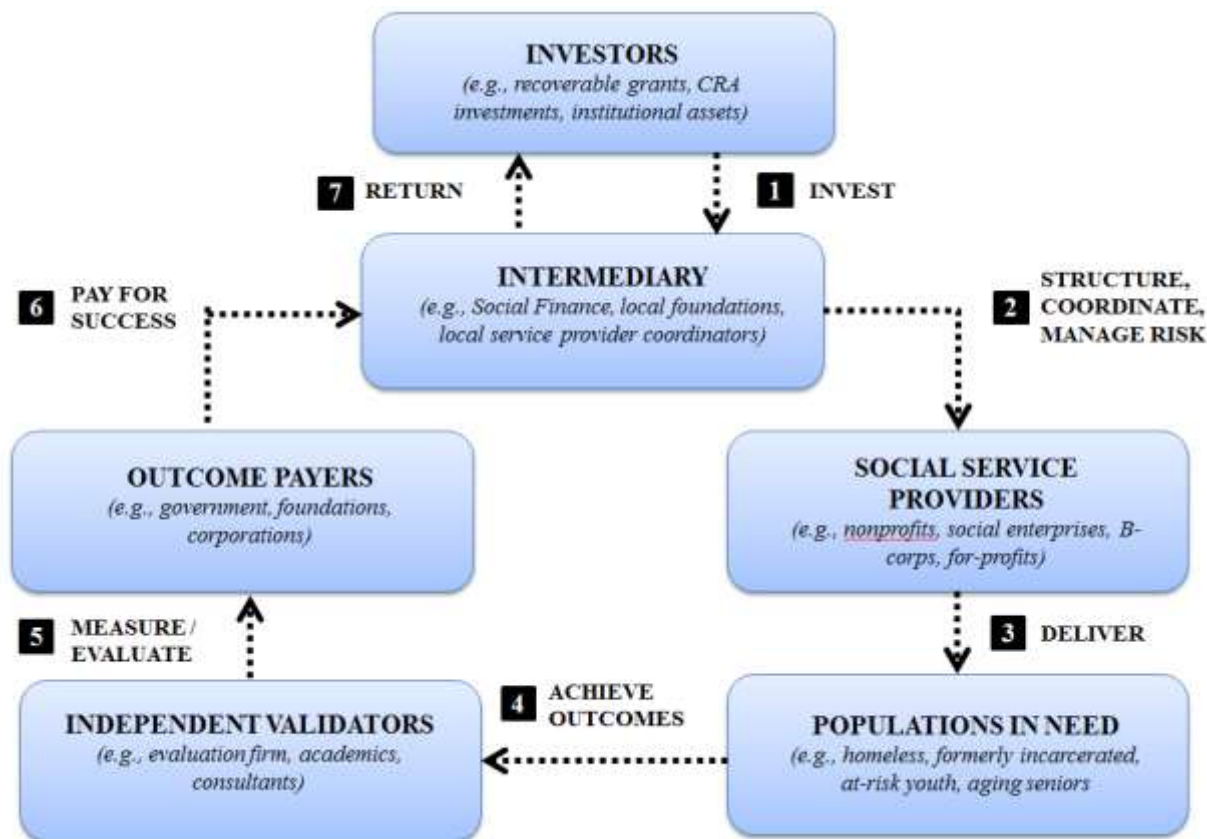 INVESTORS
(e.g., recoverable grants, CRA
investments, institutional assets)
7 RETURN
1 INVEST
INTERMEDIARY
(e.g., Social Finance, local foundations,
local service provider coordinators)
6 PAY FOR
SUCCESS
2 STRUCTURE,
COORDINATE,
MANAGE RISK
OUTCOME PAYERS
(e.g., government, foundations,
corporations)
SOCIAL SERVICE
PROVIDERS
(e.g., nonprofits, social enterprises, B-
corps, for-profits)
5 MEASURE /
EVALUATE
3 DELIVER
INDEPENDENT VALIDATORS
(e.g., evaluation firm, academics,
consultants)
4 ACHIEVE
OUTCOMES
POPULATIONS IN NEED
(e.g., homeless, formerly incarcerated,
at-risk youth, aging seniors